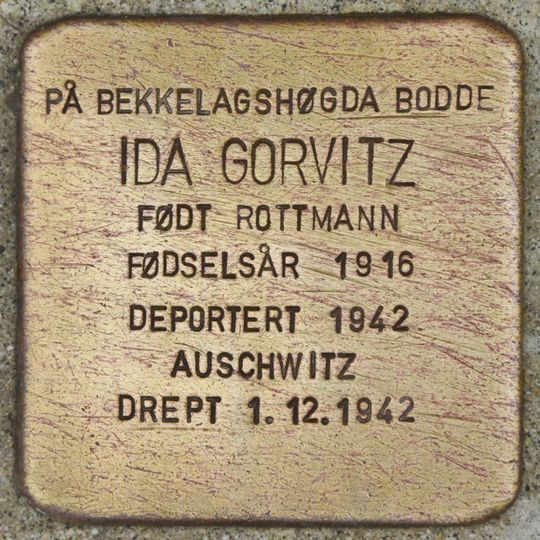 PÅ BEKKELAGSHØGDA BODDE
IDA GORVITZ
FØDT ROTTMANN
FØDSELSÅR 1916
DEPORTERT 1942
AUSCHWITZ
DREPT 1.12.1942